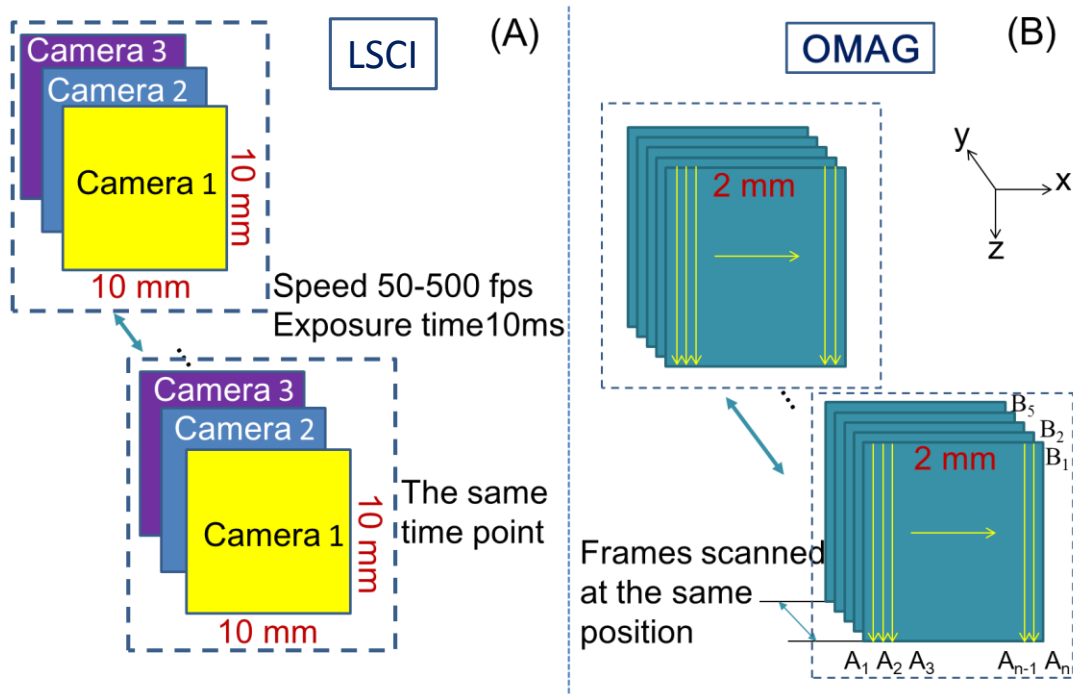 (A)
LSCI
Camera 3
Camera 2
Camera 1
10 mm
10 mm
Speed 50-500 fps
Exposure time10ms
...
Camera 3
Camera 2
Camera 1
10 mm
10 mm
The same
time point
(B)
OMAG
2 mm
y
x
z
...
B5
B2
B1
2 mm
Frames scanned
at the same
position
A1 A2 A3 An-1 An